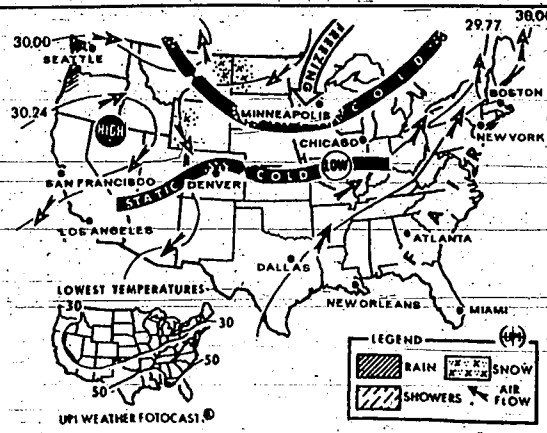 30.00
29.77
30.00
SEATTLE
FREEZING
COLD
30.24
HIGH
MINNEAPOLIS
BOSTON
CHICAGO
NEW YORK
LOW
SAN FRANCISCO
STATIC
DENVER
COLD
FAIR
LOS ANGELES
ATLANTA
DALLAS
LOWEST TEMPERATURES
NEW ORLEANS
MIAMI
30
30
50
50
LEGEND
UPI
RAIN
SNOW
SHOWERS
AIR FLOW
UPI WEATHER FOTOCAST.®